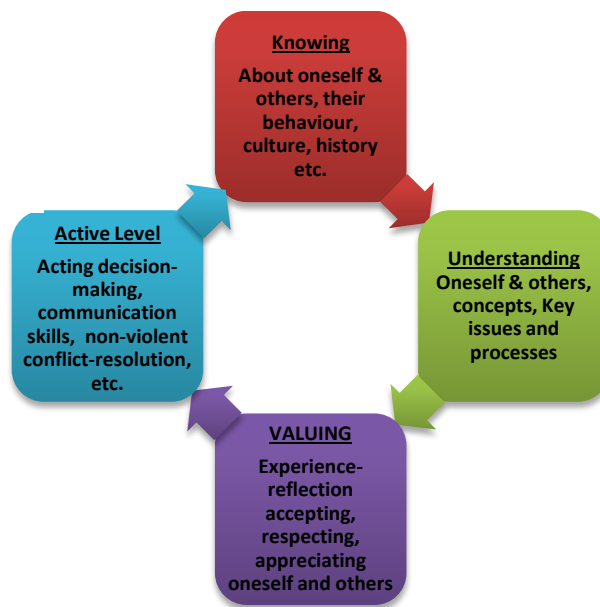 Knowing
About oneself &
others, their
behaviour,
culture, history
etc.
Understanding
Oneself & others,
concepts, Key
issues and
processes
VALUING
Experience-
reflection
accepting,
respecting,
appreciating
oneself and others
Active Level
Acting decision-
making,
communication
skills, non-violent
conflict-resolution,
etc.